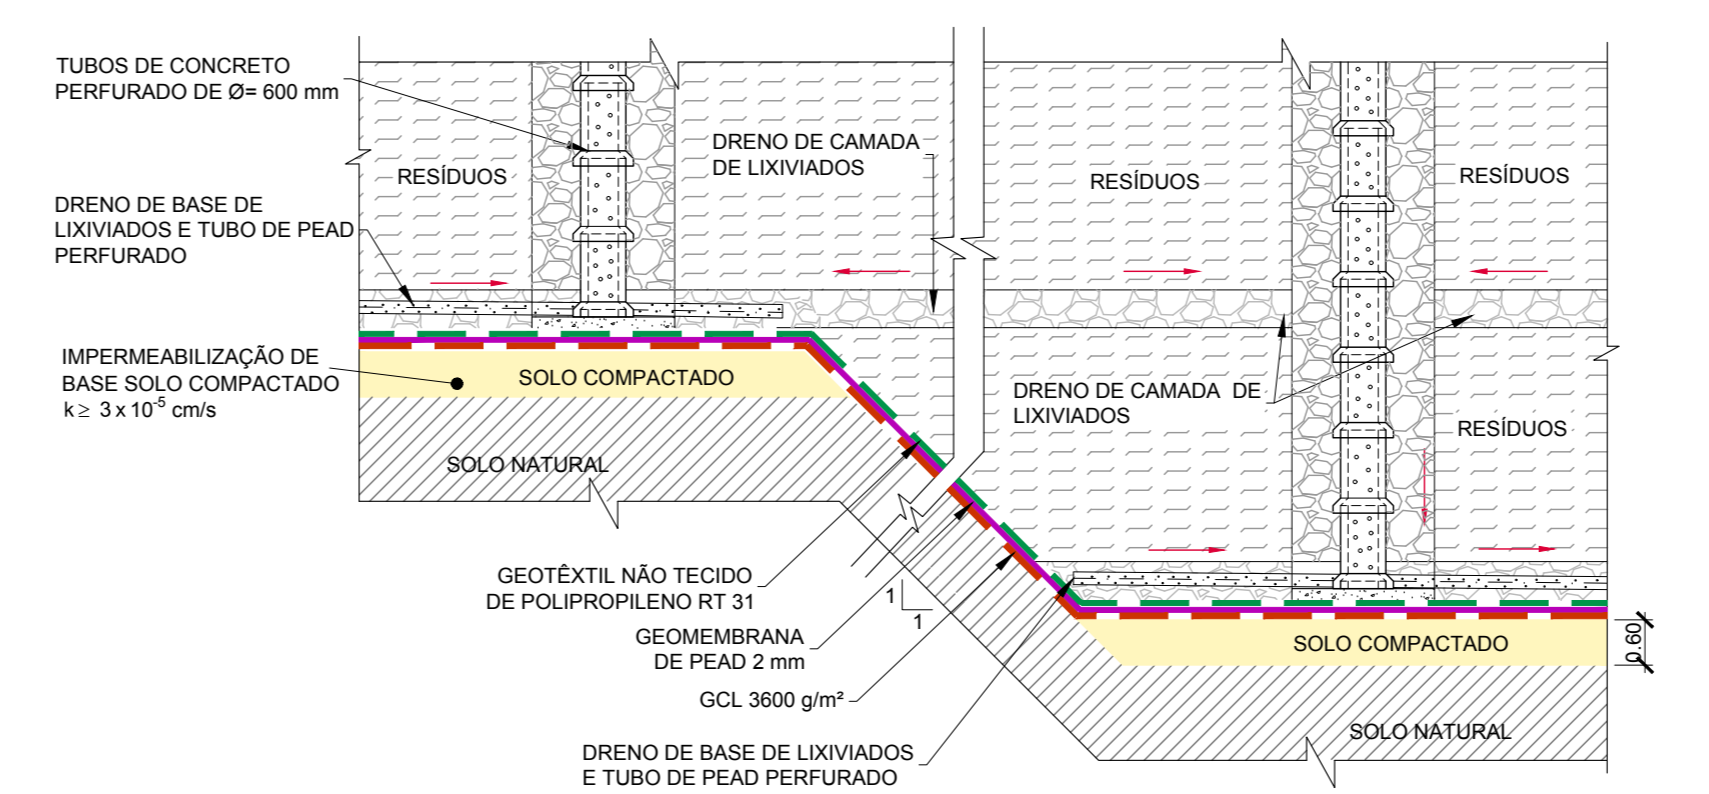 TUBOS DE CONCRETO
PERFURADO DE Ø= 600 mm
DRENO DE CAMADA
DE LIXIVIADOS
RESÍDUOS
RESÍDUOS
RESÍDUOS
DRENO DE BASE DE
LIXIVIADOS E TUBO DE PEAD
PERFURADO
IMPERMEABILIZAÇÃO DE
BASE SOLO COMPACTADO
k ≥ 3 x 10⁻⁵ cm/s
SOLO COMPACTADO
DRENO DE CAMADA DE
LIXIVIADOS
RESÍDUOS
SOLO NATURAL
GEOTÊXTIL NÃO TECIDO
DE POLIPROPILENO RT 31
1
1
GEOMEMBRANA
DE PEAD 2 mm
SOLO COMPACTADO
0.60
GCL 3600 g/m²
SOLO NATURAL
DRENO DE BASE DE LIXIVIADOS
E TUBO DE PEAD PERFURADO